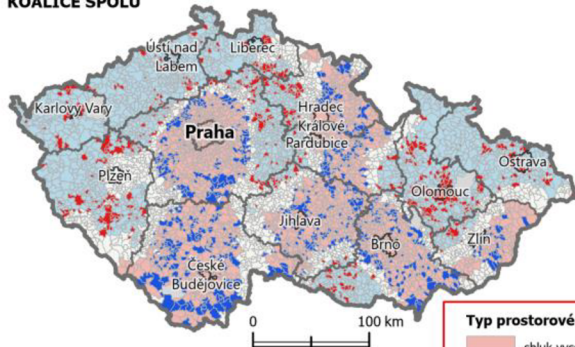 KOALICE SPOLU
Ústí nad
Labem
Liberec
Karlovy Vary
Praha
Hradec
Králové
Pardubice
Plzeň
Ostrava
Olomouc
Jihlava
Brno
Zlín
České
Budějovice
0 100 km
Typ prostorové